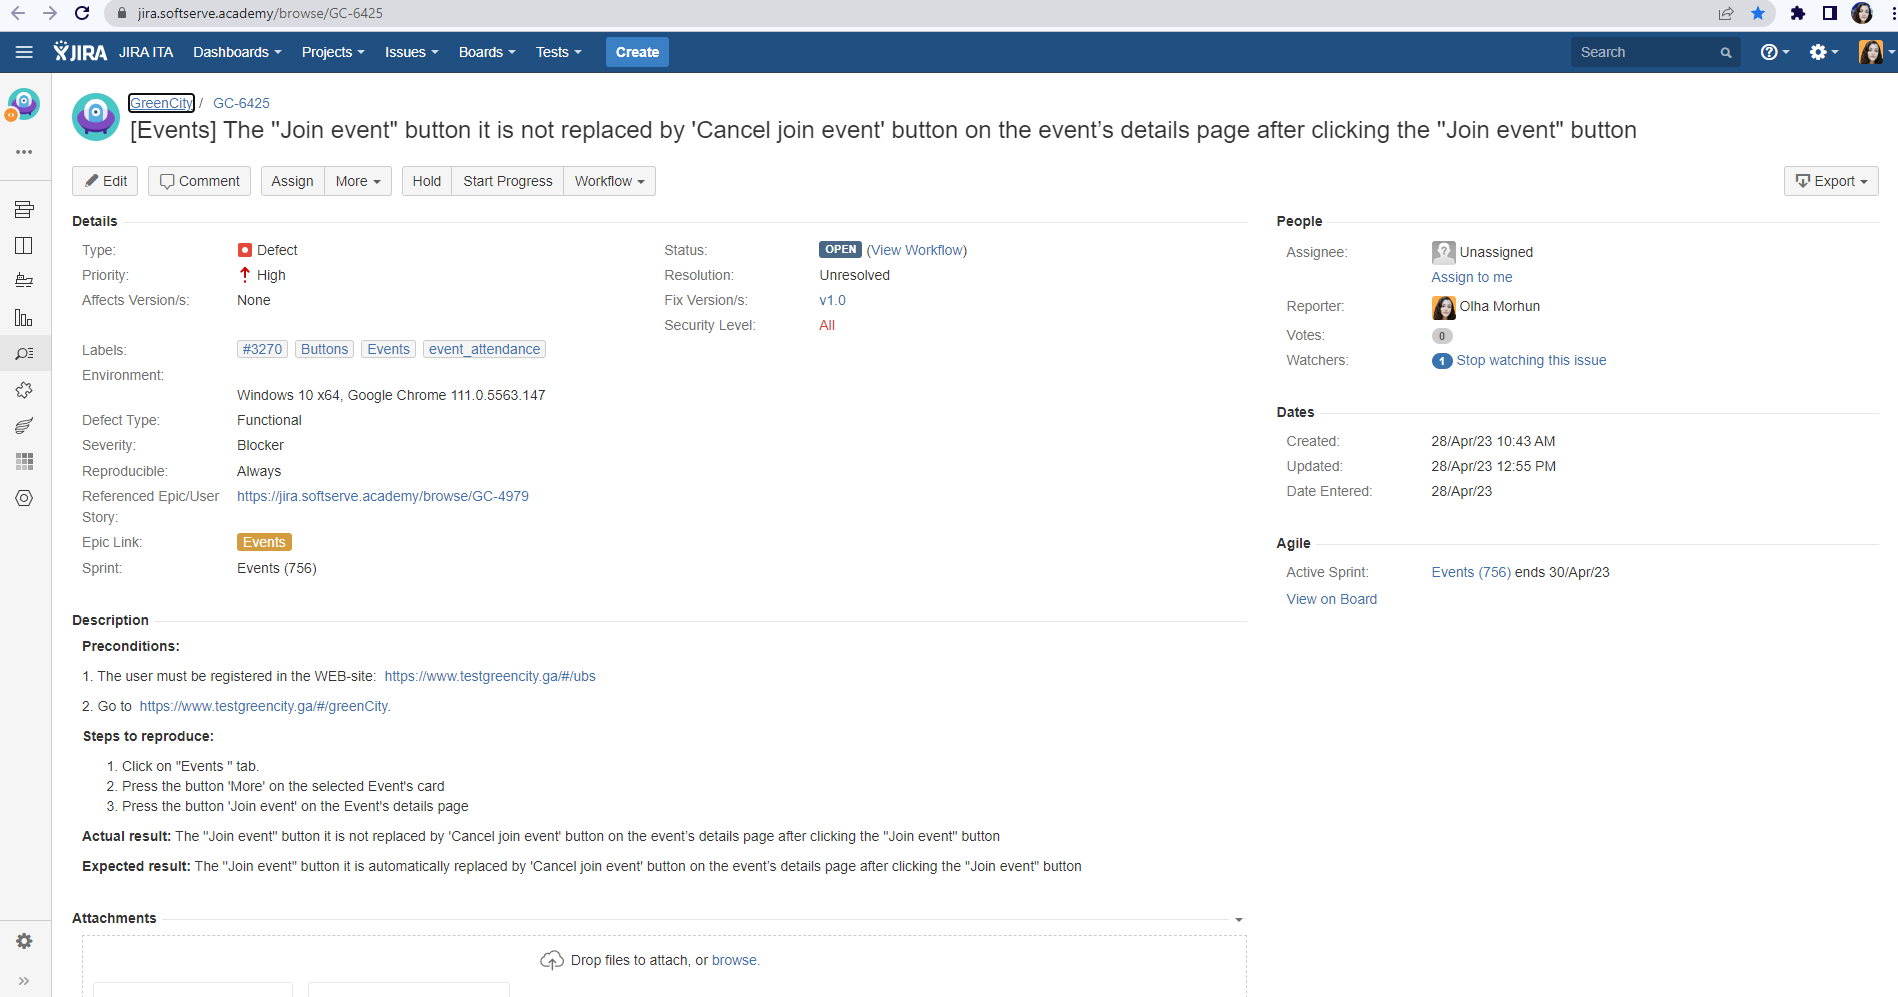 jira.softserve.academy/browse/GC-6425
JIRA JIRA ITA Dashboards Projects Issues Boards Tests Create Search
GreenCity / GC-6425
[Events] The "Join event" button it is not replaced by 'Cancel join event' button on the event’s details page after clicking the "Join event" button
Edit Comment Assign More Hold Start Progress Workflow Export
Details
Type: Defect
Priority: High
Affects Version/s: None
Status: OPEN (View Workflow)
Resolution: Unresolved
Fix Version/s: v1.0
Security Level: All
Labels: #3270 Buttons Events event_attendance
Environment:
Windows 10 x64, Google Chrome 111.0.5563.147
Defect Type: Functional
Severity: Blocker
Reproducible: Always
Referenced Epic/User https://jira.softserve.academy/browse/GC-4979
Story:
Epic Link: Events
Sprint: Events (756)
People
Assignee: Unassigned
Assign to me
Reporter: Olha Morhun
Votes: 0
Watchers: 1 Stop watching this issue
Dates
Created: 28/Apr/23 10:43 AM
Updated: 28/Apr/23 12:55 PM
Date Entered: 28/Apr/23
Agile
Active Sprint: Events (756) ends 30/Apr/23
View on Board
Description
Preconditions:
1. The user must be registered in the WEB-site: https://www.testgreencity.ga/#/ubs
2. Go to https://www.testgreencity.ga/#/greenCity.
Steps to reproduce:
1. Click on "Events " tab.
2. Press the button 'More' on the selected Event's card
3. Press the button 'Join event' on the Event's details page
Actual result: The "Join event" button it is not replaced by 'Cancel join event' button on the event’s details page after clicking the "Join event" button
Expected result: The "Join event" button it is automatically replaced by 'Cancel join event' button on the event’s details page after clicking the "Join event" button
Attachments
Drop files to attach, or browse.